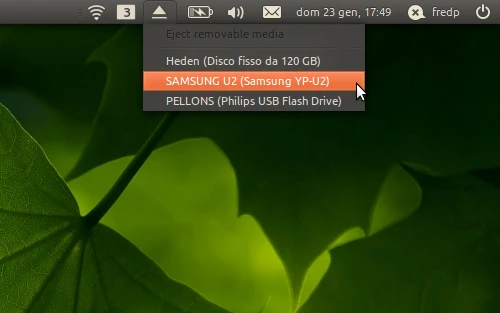 3 dom 23 gen, 17:49 fredp
Eject removable media
Heden (Disco fisso da 120 GB)
SAMSUNG U2 (Samsung YP-U2)
PELLONS (Philips USB Flash Drive)